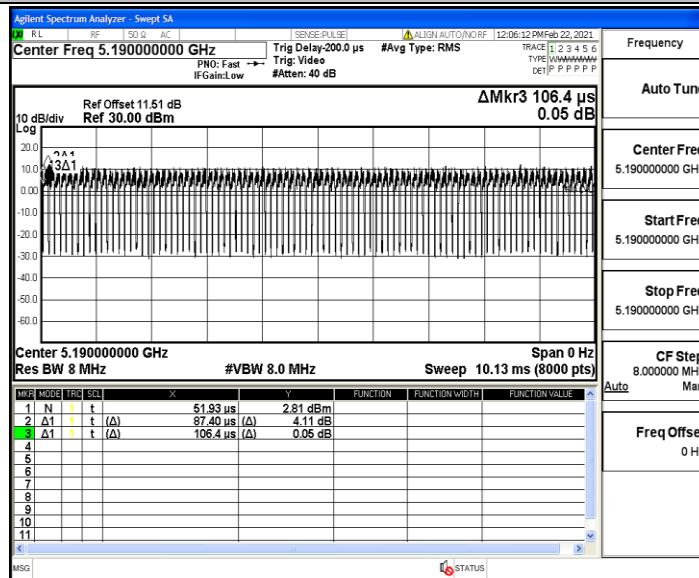 Agilent Spectrum Analyzer - Swept SA
RL RF 50 Ω AC SENSE:PULSE ALIGN AUTO/NO RF 12:06:12 PM Feb 22, 2021
Center Freq 5.190000000 GHz
PNO: Fast
IFGain:Low
Trig Delay-200.0 µs
Trig: Video
#Atten: 40 dB
#Avg Type: RMS
TRACE 1 2 3 4 5 6
TYPE WWWWWW
DET P P P P P P
Ref Offset 11.51 dB
10 dB/div Ref 30.00 dBm
ΔMkr3 106.4 µs
0.05 dB
Log
20.0
10.0
0.00
-10.0
-20.0
-30.0
-40.0
-50.0
-60.0
2Δ1
3Δ1
Center 5.190000000 GHz Span 0 Hz
Res BW 8 MHz #VBW 8.0 MHz Sweep 10.13 ms (8000 pts)
MKR MODE TRC SCL X Y FUNCTION FUNCTION WIDTH FUNCTION VALUE
1 N 1 t 51.93 µs 2.81 dBm
2 Δ1 1 t (Δ) 87.40 µs (Δ) 4.11 dB
3 Δ1 1 t (Δ) 106.4 µs (Δ) 0.05 dB
4
5
6
7
8
9
10
11
MSG STATUS
Frequency
Auto Tun
Center Fre
5.190000000 GH
Start Fre
5.190000000 GH
Stop Fre
5.190000000 GH
CF Step
8.000000 MH
Auto Ma
Freq Offse
0 H